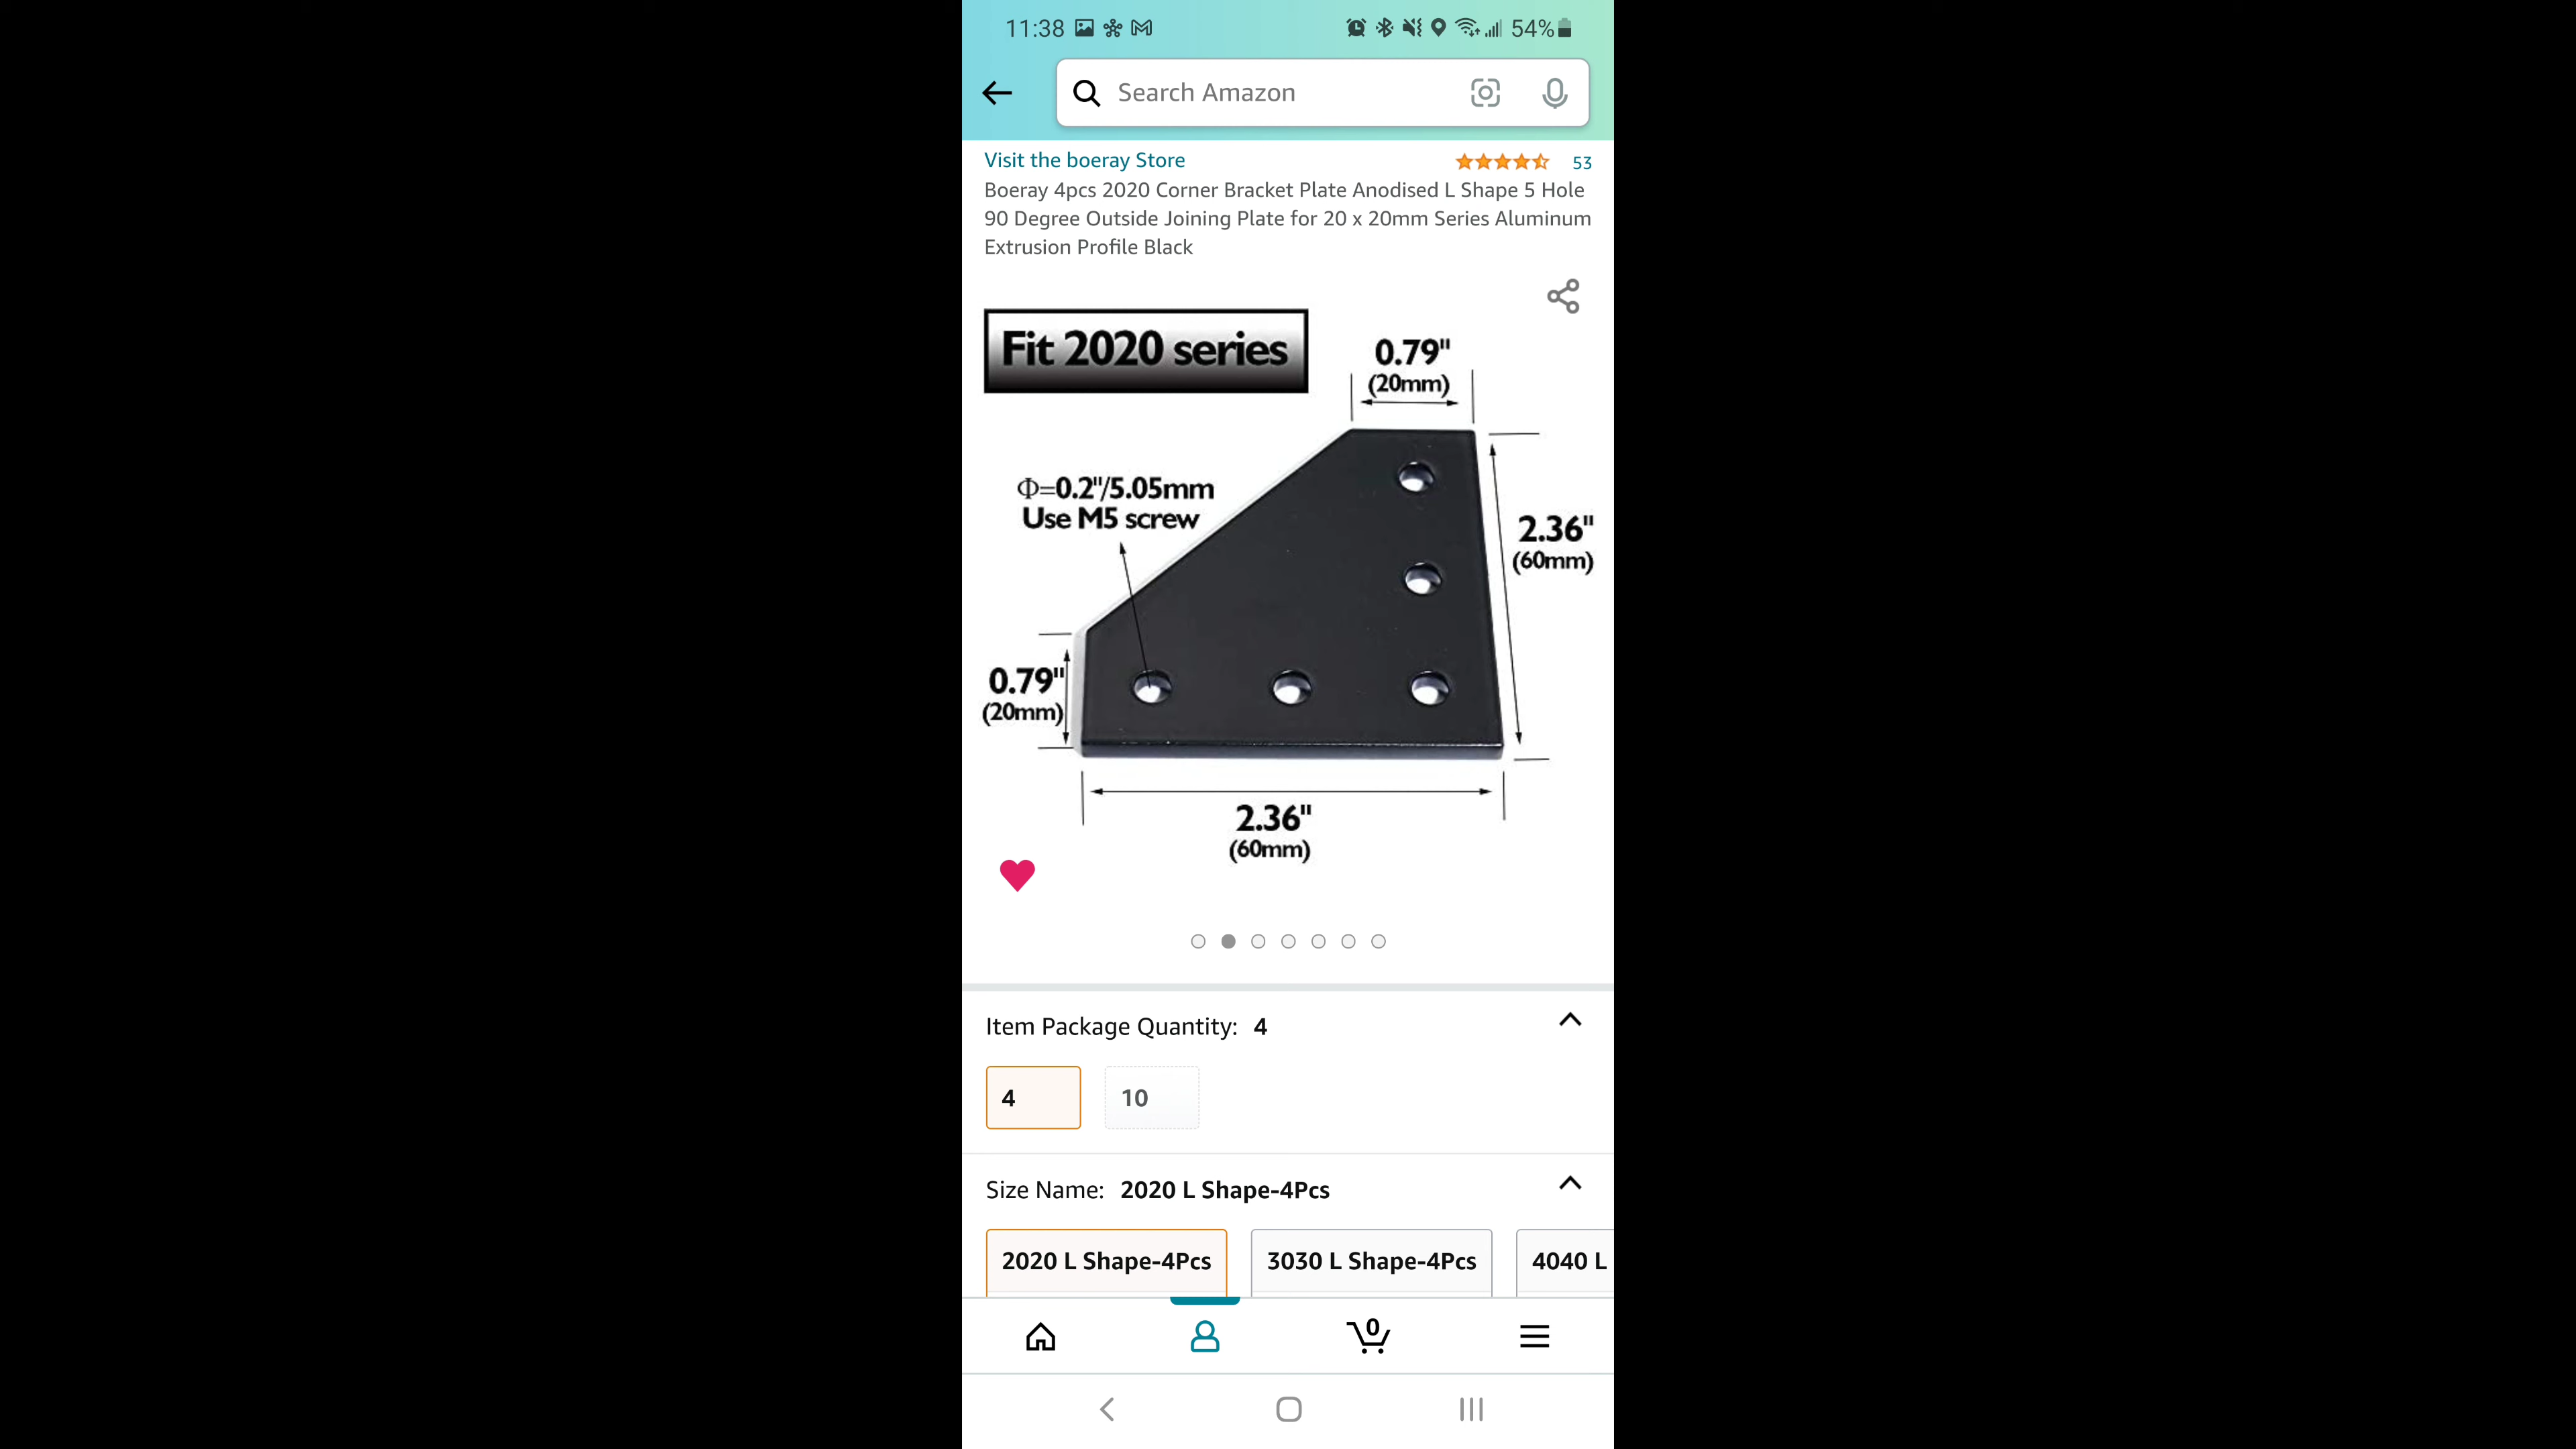 11:38
54%
Search Amazon
Visit the boeray Store
53
Boeray 4pcs 2020 Corner Bracket Plate Anodised L Shape 5 Hole
90 Degree Outside Joining Plate for 20 x 20mm Series Aluminum
Extrusion Profile Black
Fit 2020 series
0.79"
(20mm)
Φ=0.2"/5.05mm
Use M5 screw
2.36"
(60mm)
0.79"
(20mm)
2.36"
(60mm)
Item Package Quantity: 4
4
10
Size Name: 2020 L Shape-4Pcs
2020 L Shape-4Pcs
3030 L Shape-4Pcs
4040 L
0